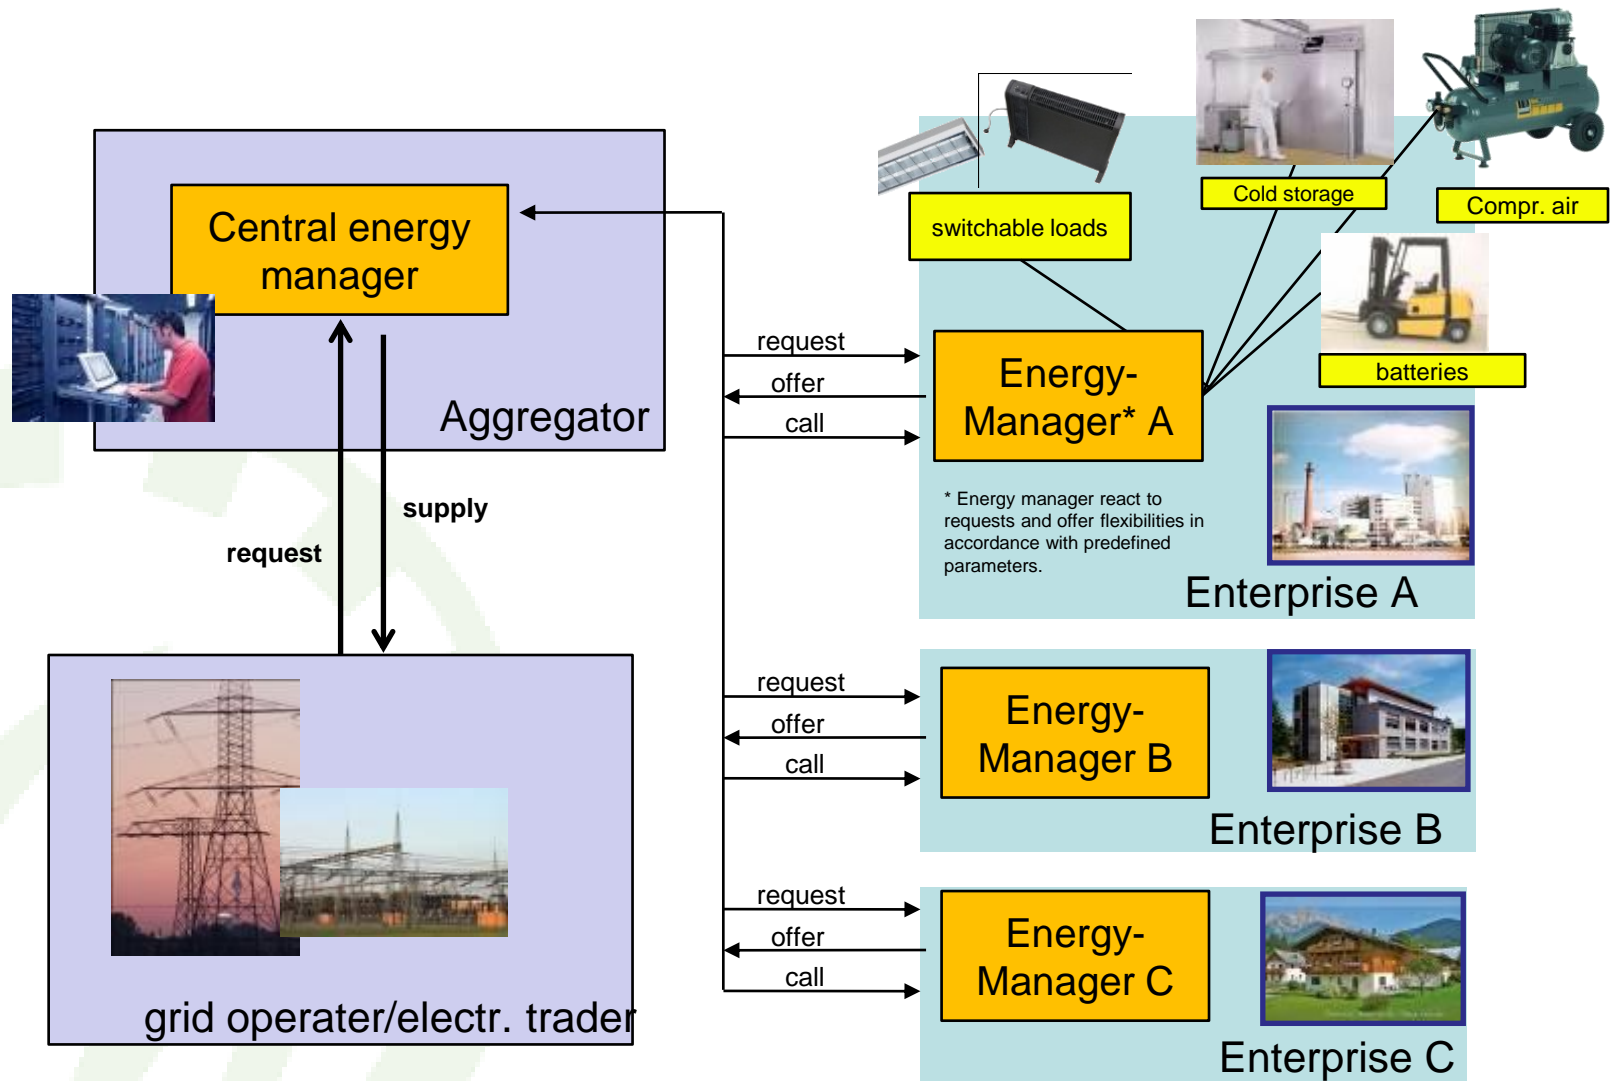 Central energy
manager
Aggregator
supply
request
grid operater/electr. trader
switchable loads
Cold storage
Compr. air
batteries
request
offer
call
Energy-
Manager* A
* Energy manager react to
requests and offer flexibilities in
accordance with predefined
parameters.
Enterprise A
request
offer
call
Energy-
Manager B
Enterprise B
request
offer
call
Energy-
Manager C
Enterprise C